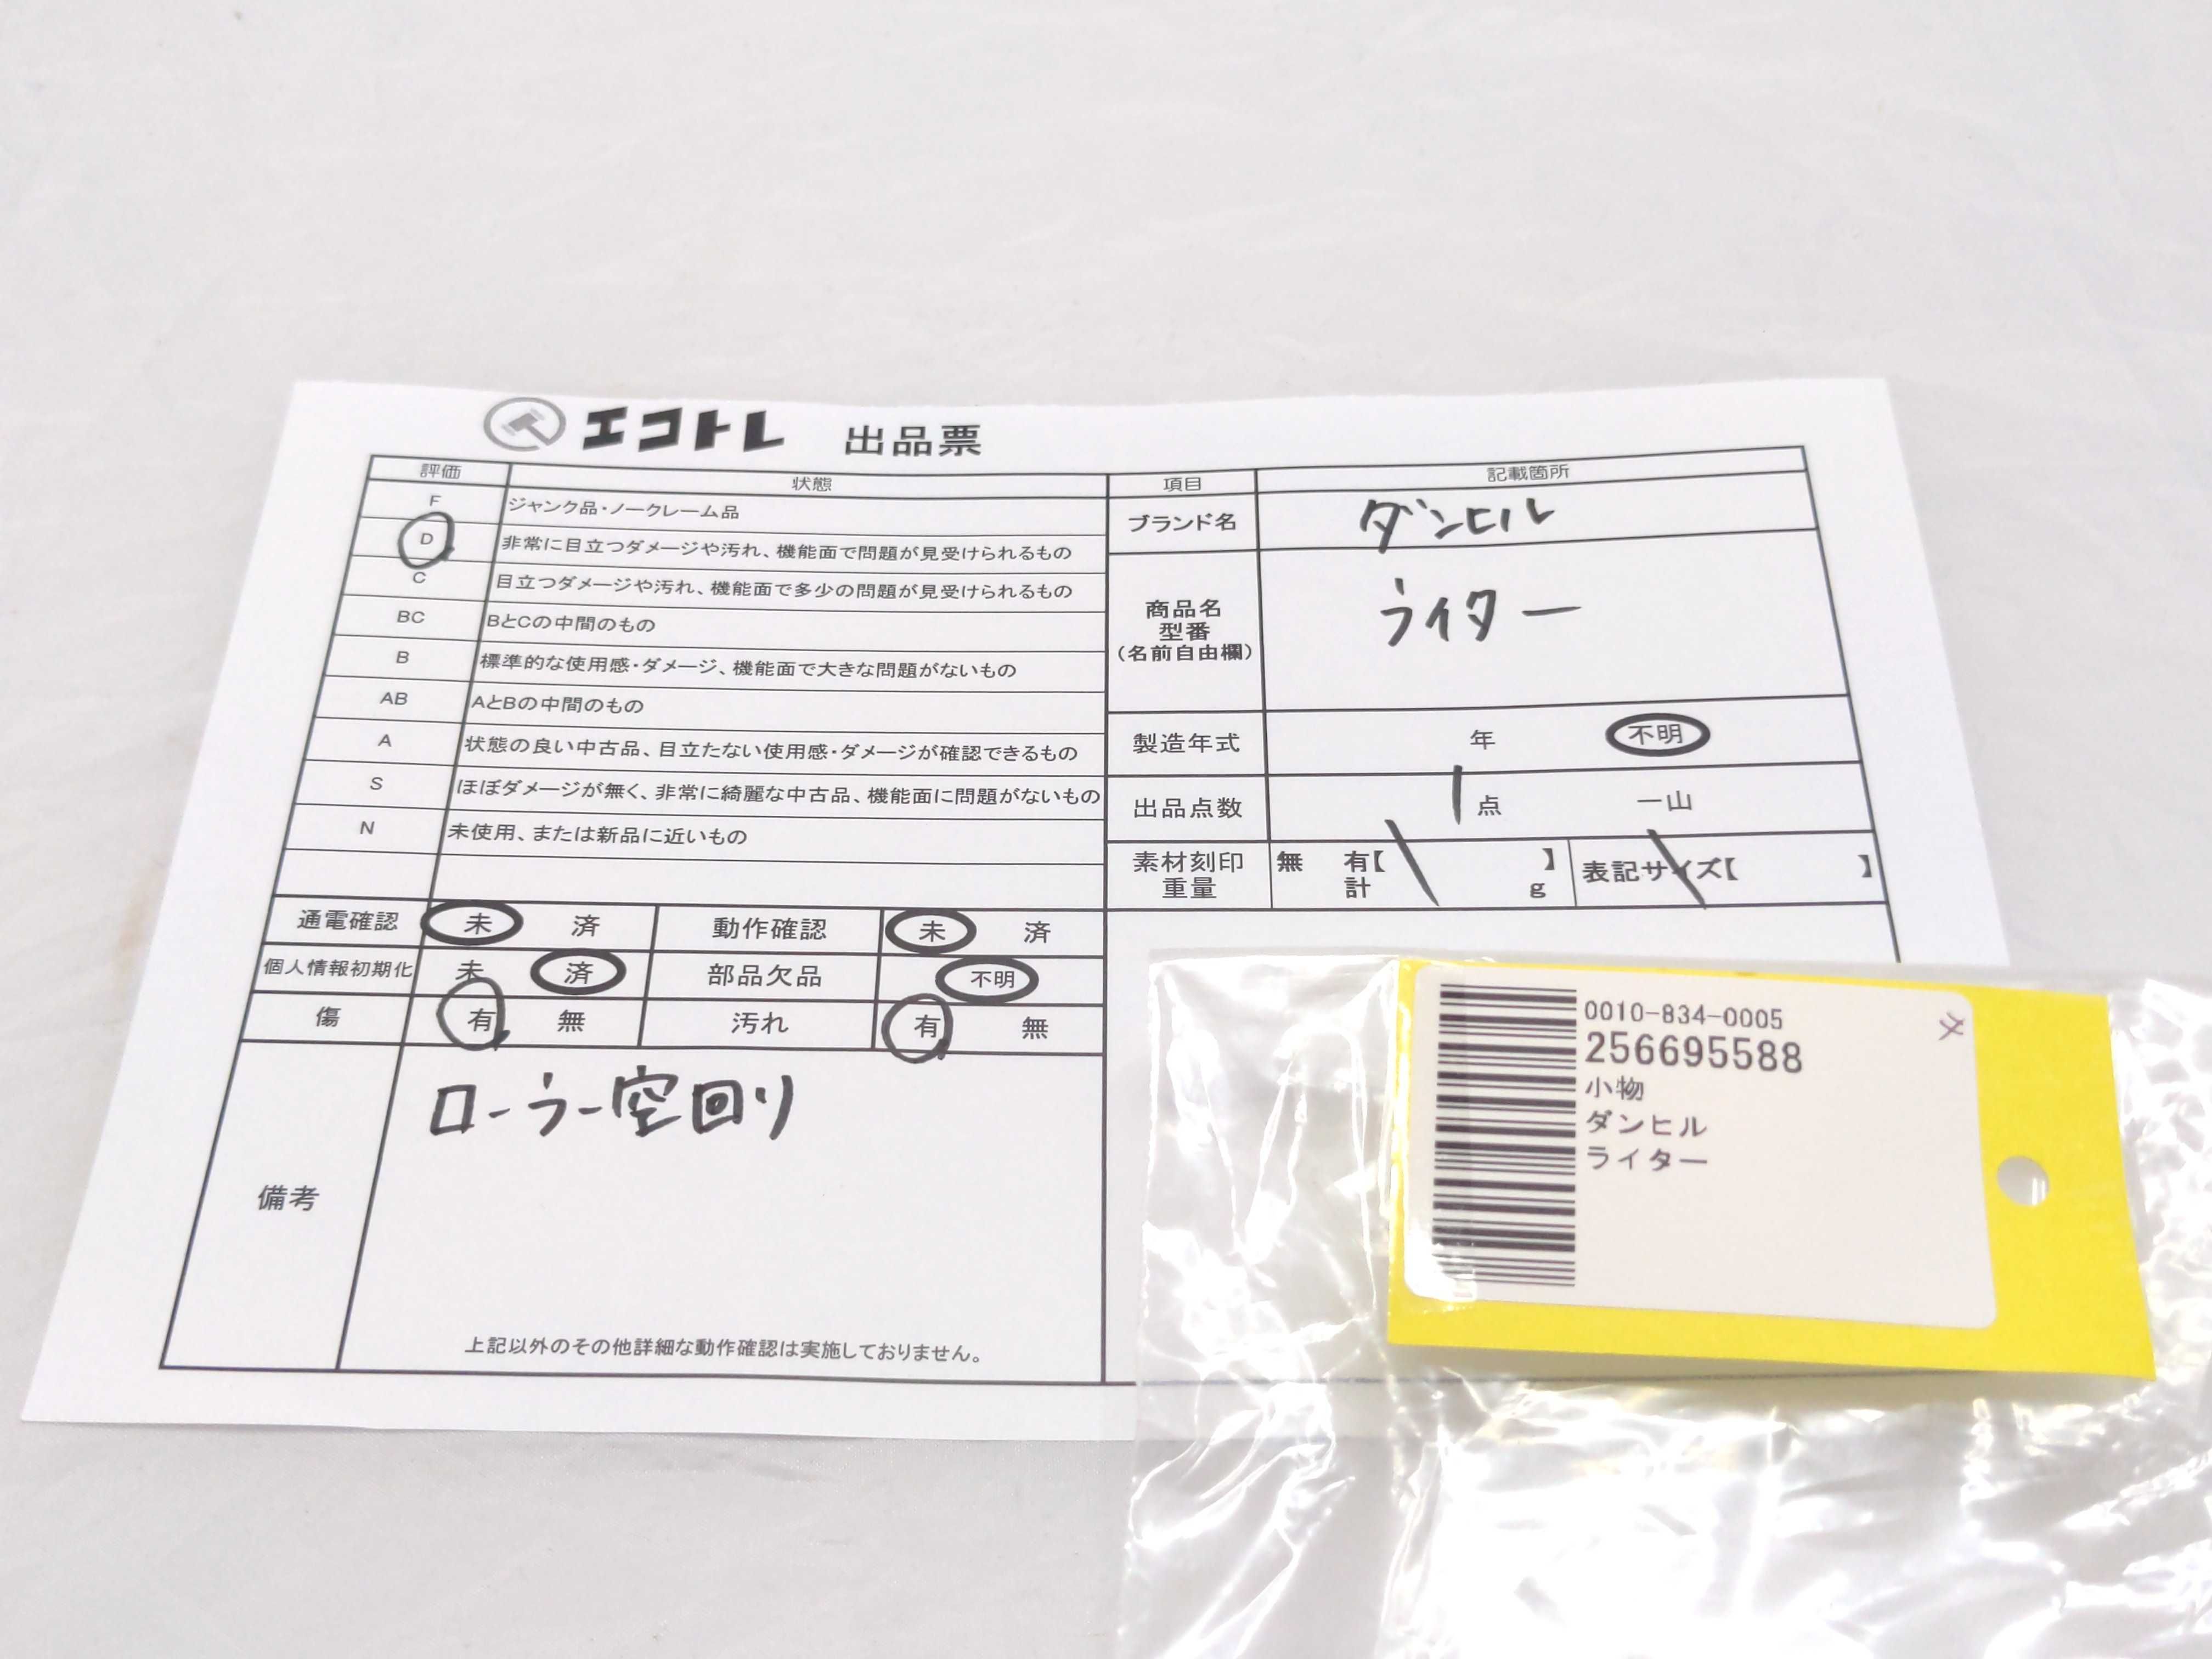 エコトレ 出品票
評価 状態
F ジャンク品・ノークレーム品
D 非常に目立つダメージや汚れ、機能面で問題が見受けられるもの
C 目立つダメージや汚れ、機能面で多少の問題が見受けられるもの
BC BとCの中間のもの
B 標準的な使用感・ダメージ、機能面で大きな問題がないもの
AB AとBの中間のもの
A 状態の良い中古品、目立たない使用感・ダメージが確認できるもの
S ほぼダメージが無く、非常に綺麗な中古品、機能面に問題がないもの
N 未使用、または新品に近いもの
通電確認 未 済 動作確認 未 済
個人情報初期化 未 済 部品欠品 不明
傷 有 無 汚れ 有 無
備考
ローラー空回り
上記以外のその他詳細な動作確認は実施しておりません。
項目 記載箇所
ブランド名 ダンヒル
商品名
型番
(名前自由欄)
ライター
製造年式 年 不明
出品点数 1点 一山
素材刻印 無 有【 】 表記サイズ【 】
重量 計 g
0010-834-0005
256695588
小物
ダンヒル
ライター